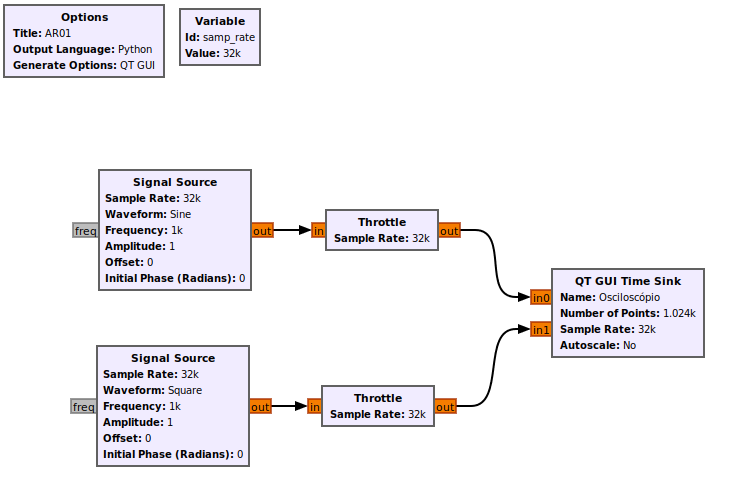 Options
Title: AR01
Output Language: Python
Generate Options: QT GUI
Variable
Id: samp_rate
Value: 32k
Signal Source
Sample Rate: 32k
Waveform: Sine
Frequency: 1k
Amplitude: 1
Offset: 0
Initial Phase (Radians): 0
freq
out
in
Throttle
Sample Rate: 32k
out
QT GUI Time Sink
Name: Osciloscópio
Number of Points: 1.024k
Sample Rate: 32k
Autoscale: No
in0
in1
Signal Source
Sample Rate: 32k
Waveform: Square
Frequency: 1k
Amplitude: 1
Offset: 0
Initial Phase (Radians): 0
freq
out
in
Throttle
Sample Rate: 32k
out